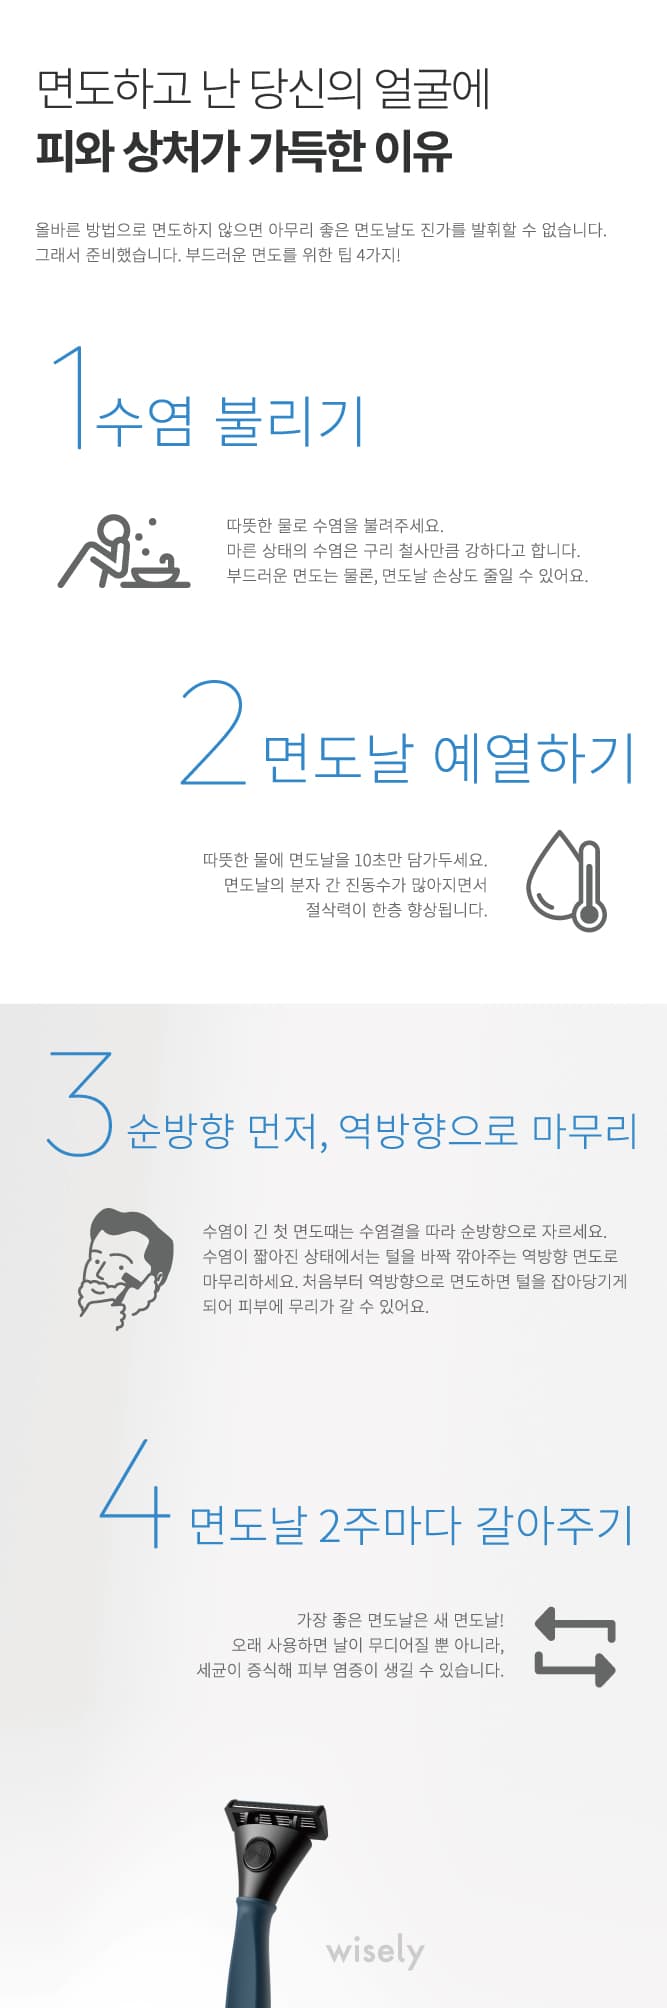 면도하고 난 당신의 얼굴에
피와 상처가 가득한 이유
올바른 방법으로 면도하지 않으면 아무리 좋은 면도날도 진가를 발휘할 수 없습니다.
그래서 준비했습니다. 부드러운 면도를 위한 팁 4가지!
1 수염 불리기
따뜻한 물로 수염을 불려주세요.
마른 상태의 수염은 구리 철사만큼 강하다고 합니다.
부드러운 면도는 물론, 면도날 손상도 줄일 수 있어요.
2 면도날 예열하기
따뜻한 물에 면도날을 10초만 담가두세요.
면도날의 분자 간 진동수가 많아지면서
절삭력이 한층 향상됩니다.
3 순방향 먼저, 역방향으로 마무리
수염이 긴 첫 면도때는 수염결을 따라 순방향으로 자르세요.
수염이 짧아진 상태에서는 털을 바짝 깎아주는 역방향 면도로
마무리하세요. 처음부터 역방향으로 면도하면 털을 잡아당기게
되어 피부에 무리가 갈 수 있어요.
4 면도날 2주마다 갈아주기
가장 좋은 면도날은 새 면도날!
오래 사용하면 날이 무디어질 뿐 아니라,
세균이 증식해 피부 염증이 생길 수 있습니다.
wisely